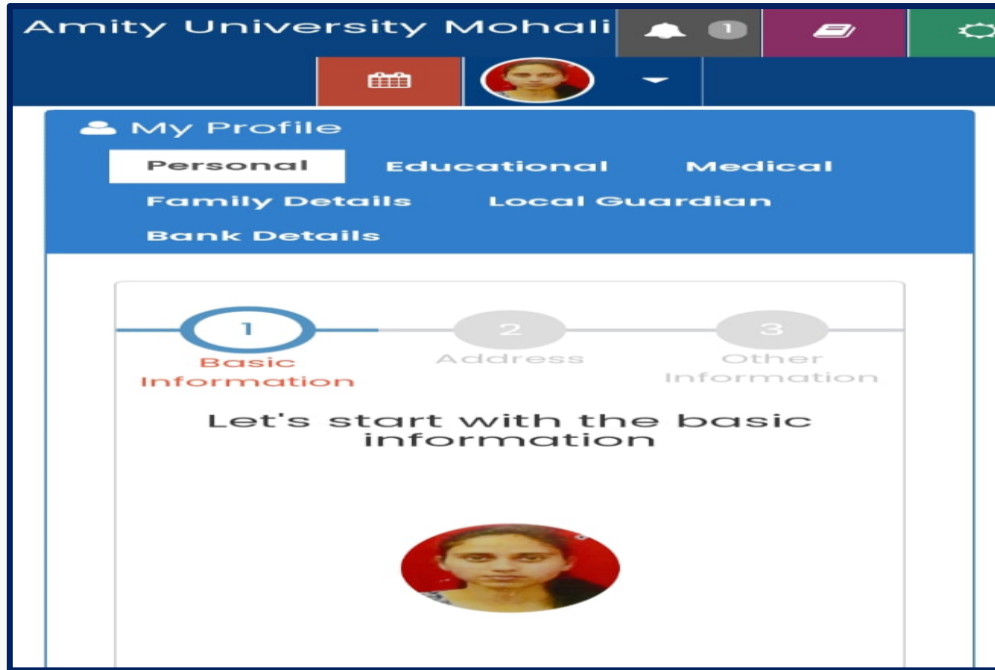 Amity University Mohali 1
My Profile
Personal Educational Medical
Family Details Local Guardian
Bank Details
1 2 3
Basic Address Other
Information Information
Let's start with the basic
information